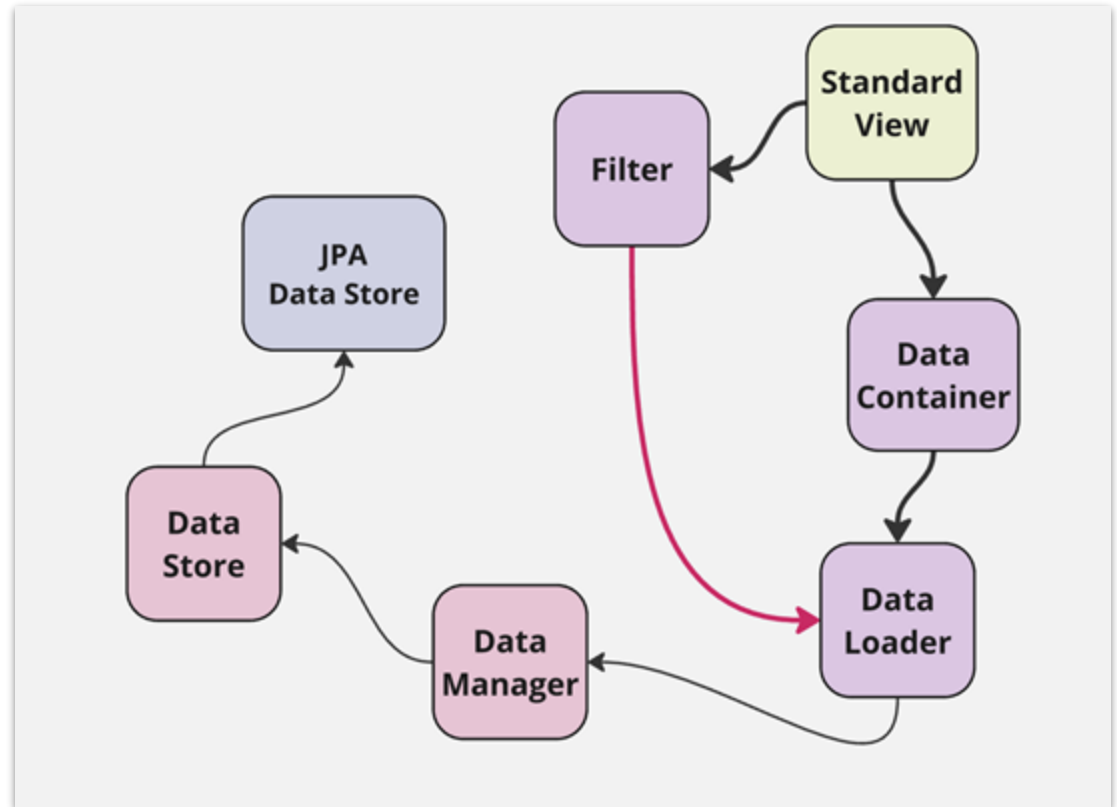 Standard
View
Filter
JPA
Data Store
Data
Container
Data
Store
Data
Loader
Data
Manager